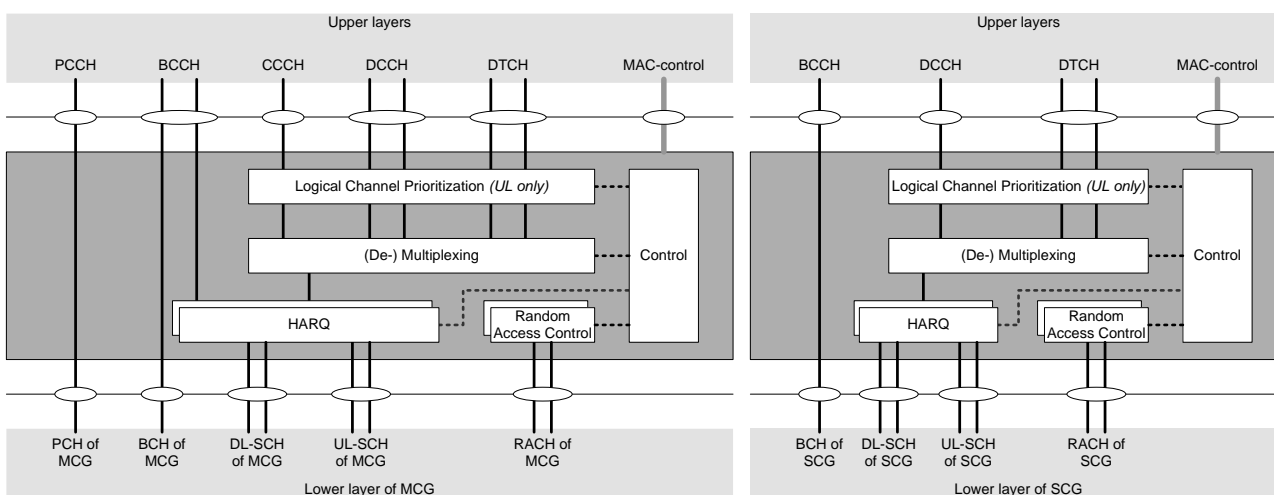 Upper layers
PCCH BCCH CCCH DCCH DTCH MAC-control
Logical Channel Prioritization (UL only)
(De-) Multiplexing
Control
HARQ
Random
Access Control
PCH of
MCG
BCH of
MCG
DL-SCH
of MCG
UL-SCH
of MCG
RACH of
MCG
Lower layer of MCG
Upper layers
BCCH DCCH DTCH MAC-control
Logical Channel Prioritization (UL only)
(De-) Multiplexing
Control
HARQ
Random
Access Control
BCH of
SCG
DL-SCH
of SCG
UL-SCH
of SCG
RACH of
SCG
Lower layer of SCG